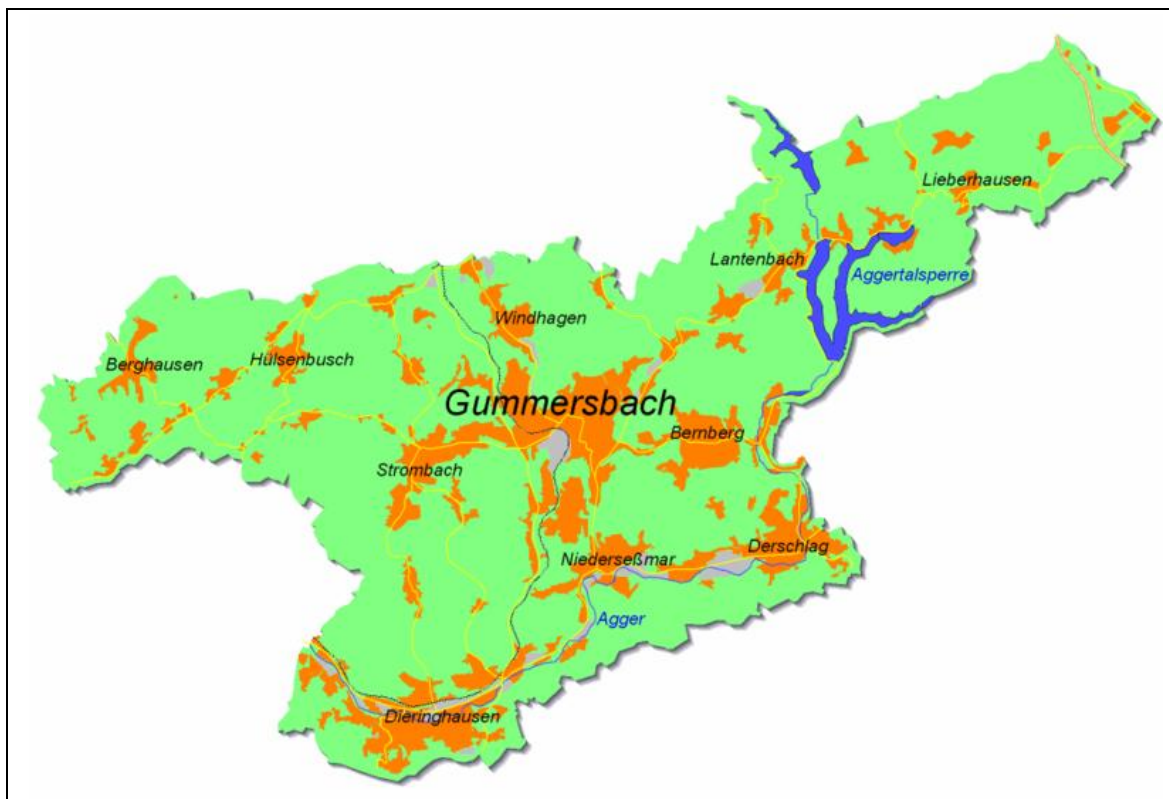 Lieberhausen
Lantenbach
Aggertalsperre
Windhagen
Berghausen
Hülsenbusch
Gummersbach
Bernberg
Strombach
Derschlag
Niederseßmar
Agger
Dieringhausen